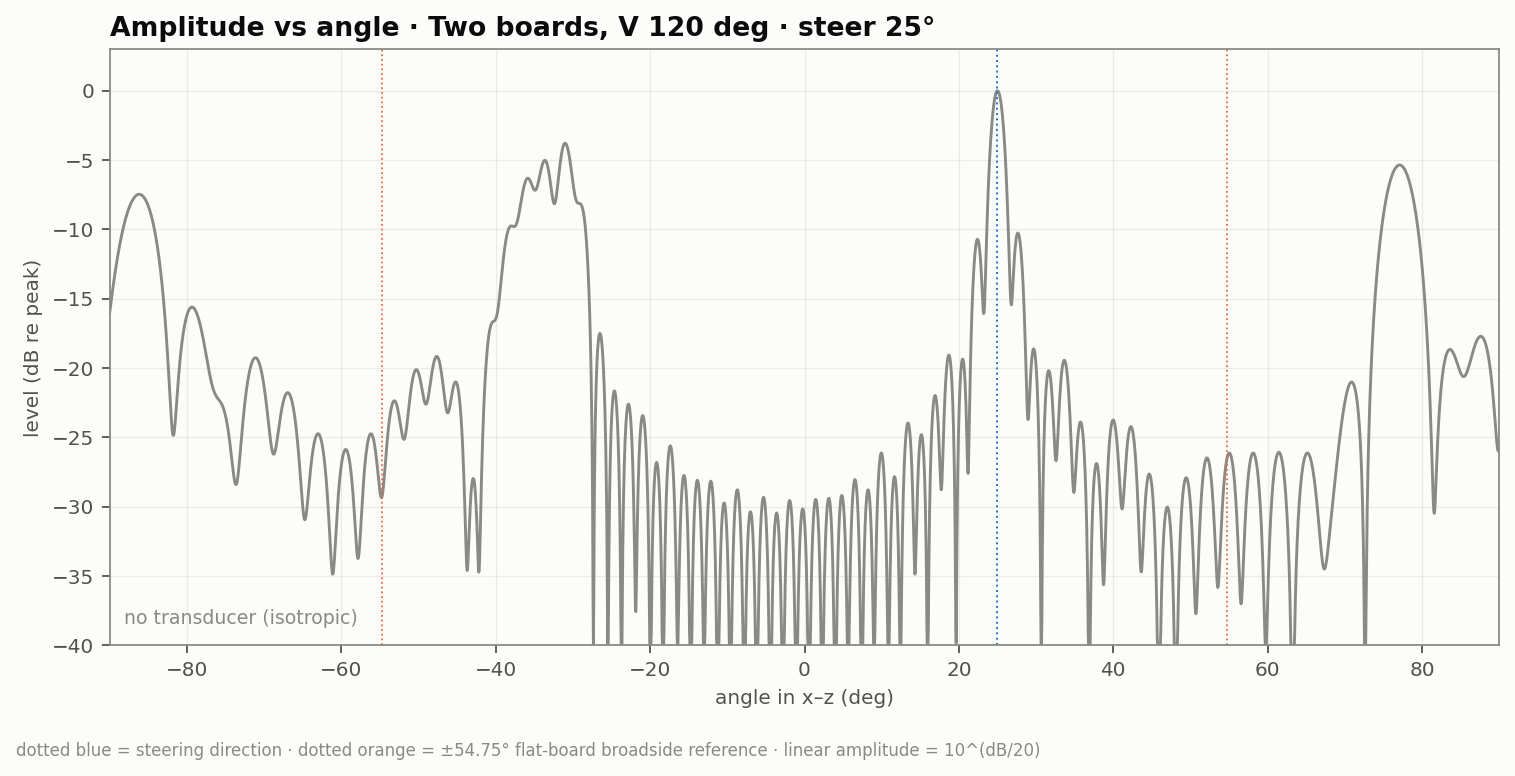 Amplitude vs angle · Two boards, V 120 deg · steer 25°
0
−5
−10
−15
−20
−25
−30
−35
−40
level (dB re peak)
no transducer (isotropic)
−80 −60 −40 −20 0 20 40 60 80
angle in x–z (deg)
dotted blue = steering direction · dotted orange = ±54.75° flat-board broadside reference · linear amplitude = 10^(dB/20)